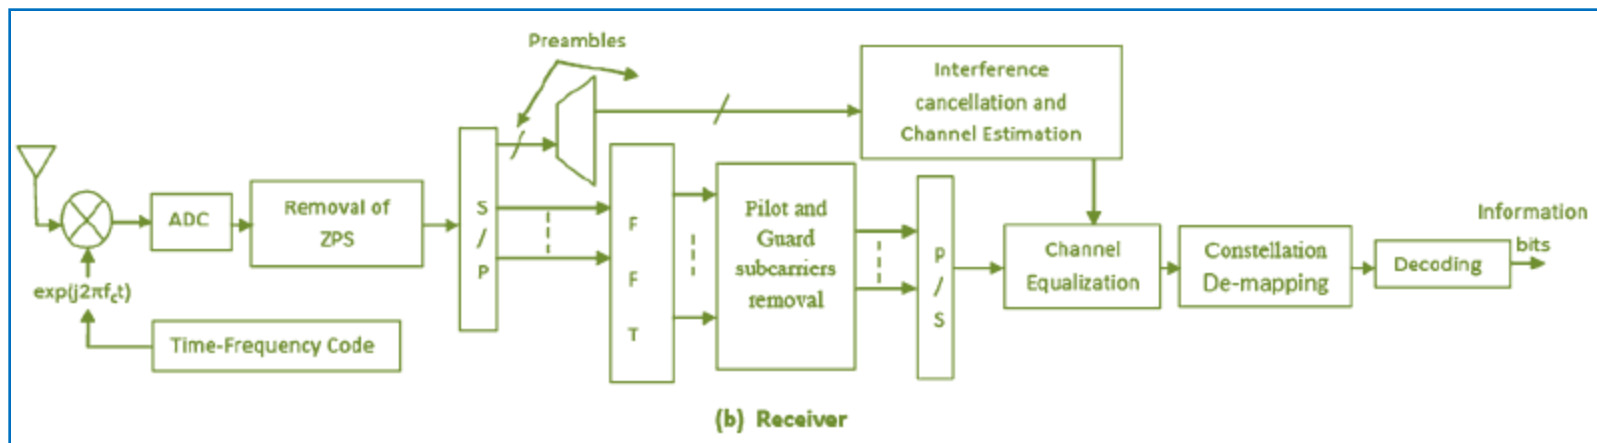 Preambles
Interference
cancellation and
Channel Estimation
ADC
Removal of
ZPS
S
/
P
F
F
T
Pilot and
Guard
subcarriers
removal
P
/
S
Channel
Equalization
Constellation
De-mapping
Decoding
Information
bits
exp(j2πf_ct)
Time-Frequency Code
(b) Receiver